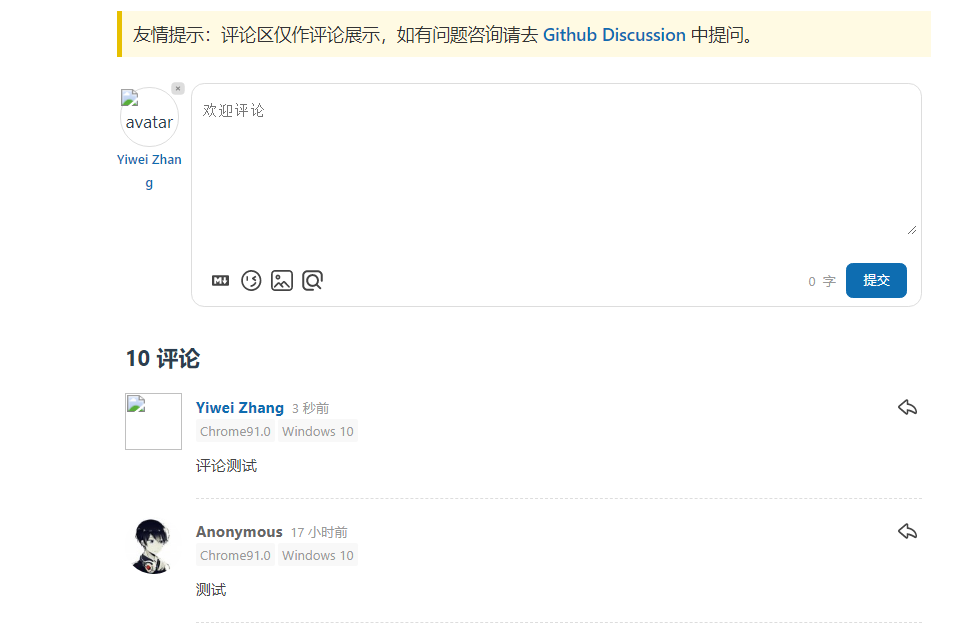 友情提示：评论区仅作评论展示，如有问题咨询请去 Github Discussion 中提问。
avatar
Yiwei Zhan
g
欢迎评论
M↓
0 字
提交
10 评论
Yiwei Zhang 3 秒前
Chrome91.0 Windows 10
评论测试
Anonymous 17 小时前
Chrome91.0 Windows 10
测试